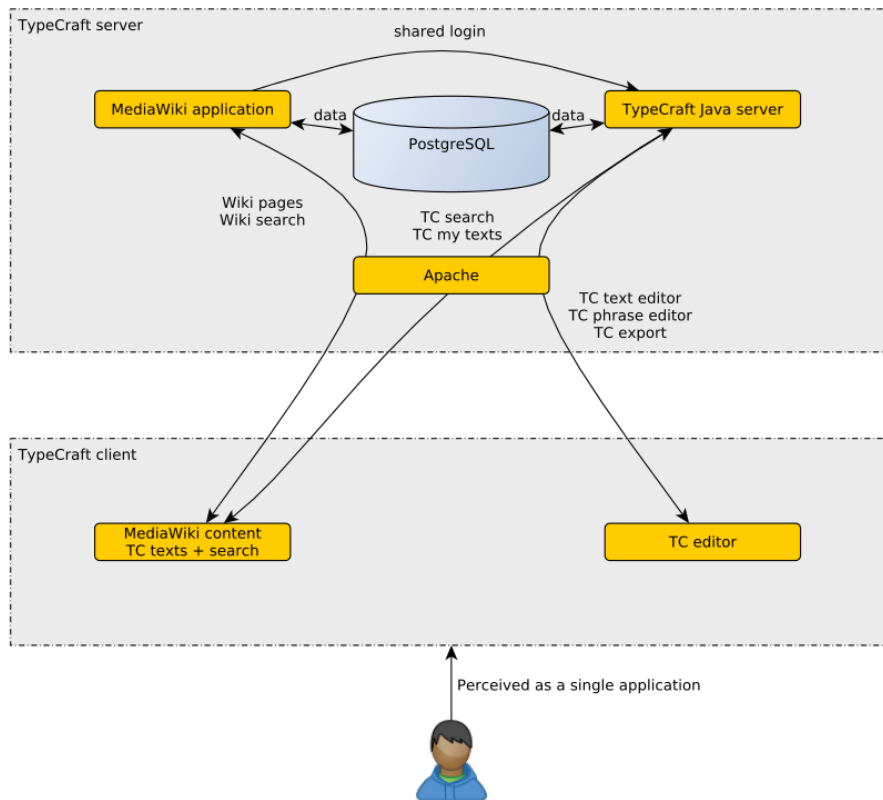 TypeCraft server
shared login
MediaWiki application
data
PostgreSQL
data
TypeCraft Java server
Wiki pages
Wiki search
TC search
TC my texts
Apache
TC text editor
TC phrase editor
TC export
TypeCraft client
MediaWiki content
TC texts + search
TC editor
Perceived as a single application